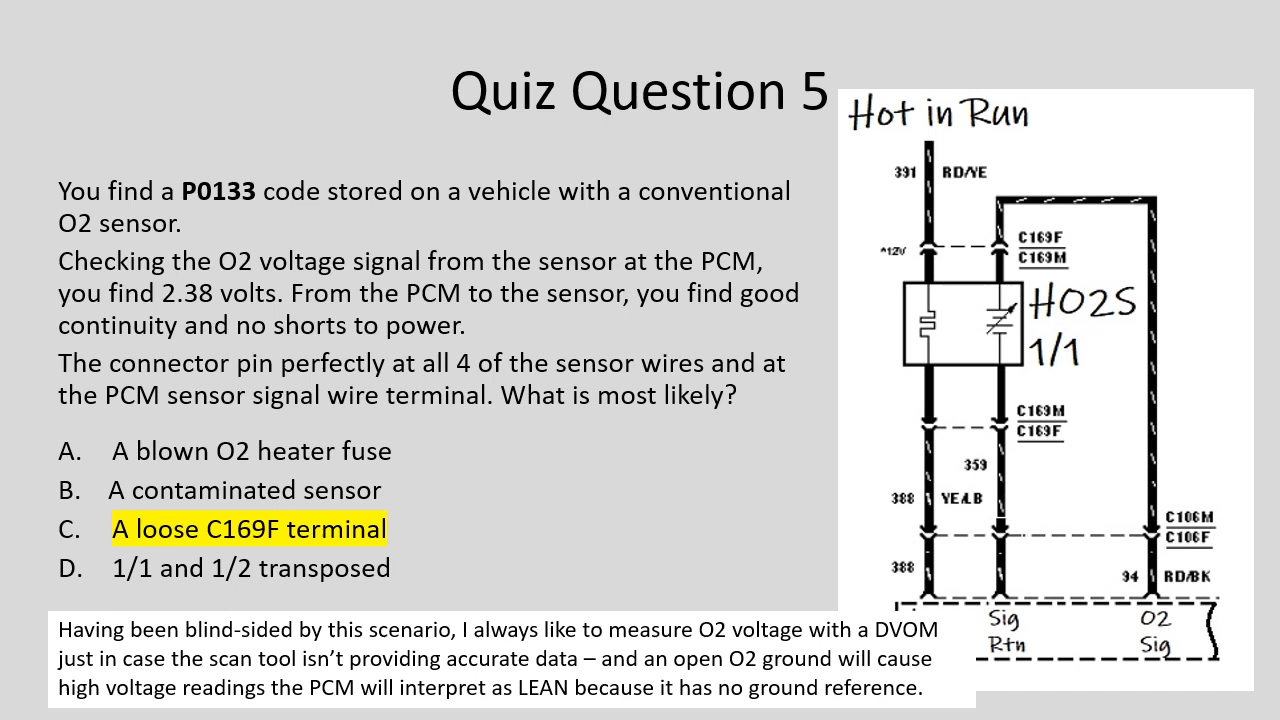 Quiz Question 5
You find a P0133 code stored on a vehicle with a conventional
O2 sensor.
Checking the O2 voltage signal from the sensor at the PCM,
you find 2.38 volts. From the PCM to the sensor, you find good
continuity and no shorts to power.
The connector pin perfectly at all 4 of the sensor wires and at
the PCM sensor signal wire terminal. What is most likely?
A. A blown O2 heater fuse
B. A contaminated sensor
C. A loose C169F terminal
D. 1/1 and 1/2 transposed
Having been blind-sided by this scenario, I always like to measure O2 voltage with a DVOM
just in case the scan tool isn’t providing accurate data – and an open O2 ground will cause
high voltage readings the PCM will interpret as LEAN because it has no ground reference.
Hot in Run
391 RD/YE
C169F
^12V C169M
HO2S
1/1
C169M
C169F
359
388 YE/LB
C106M
C106F
388
94 RD/BK
Sig O2
Rtn Sig